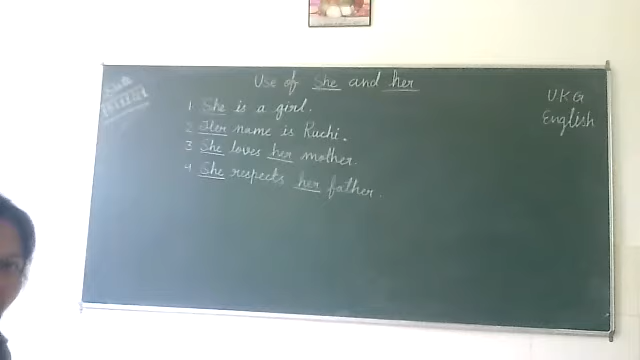 Use of She and her
UKG
English
1 She is a girl.
2 Her name is Ruchi.
3 She loves her mother.
4 She respects her father.